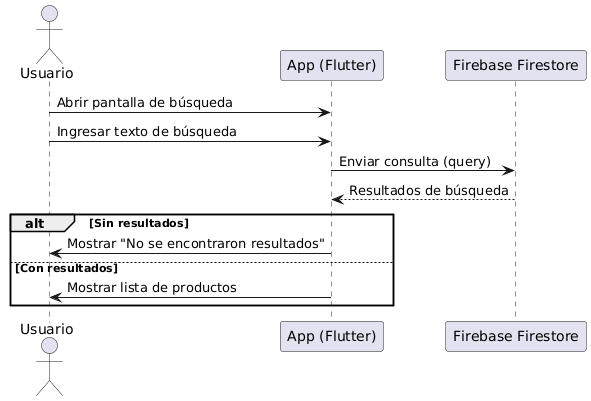 Usuario
App (Flutter)
Firebase Firestore
Abrir pantalla de búsqueda
Ingresar texto de búsqueda
Enviar consulta (query)
Resultados de búsqueda
alt
[Sin resultados]
Mostrar "No se encontraron resultados"
[Con resultados]
Mostrar lista de productos
Usuario
App (Flutter)
Firebase Firestore